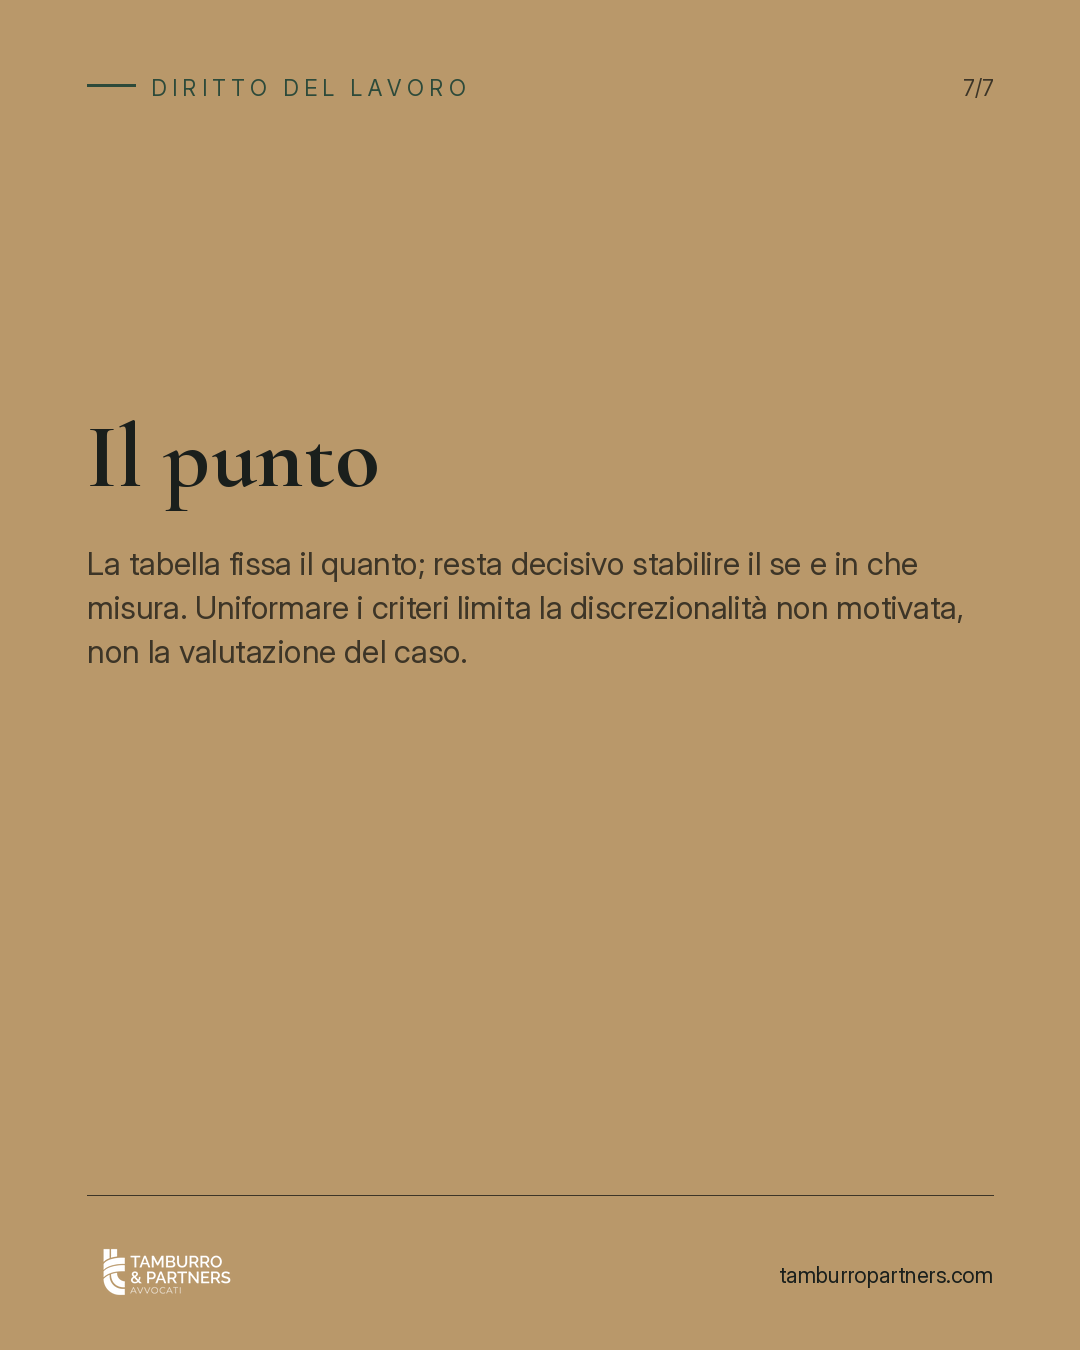 DIRITTO DEL LAVORO
7/7
Il punto
La tabella fissa il quanto; resta decisivo stabilire il se e in che
misura. Uniformare i criteri limita la discrezionalità non motivata,
non la valutazione del caso.
TAMBURRO
& PARTNERS
AVVOCATI
tamburropartners.com